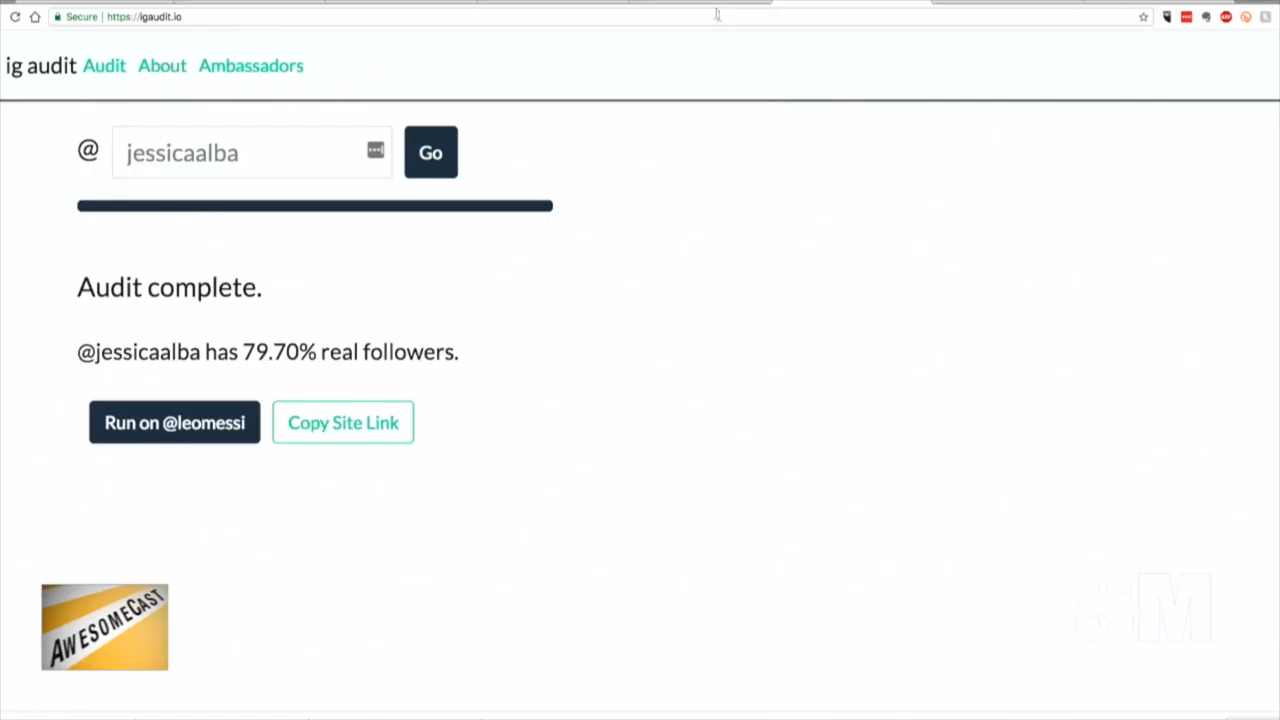 Secure | https://igaudit.io
ig audit Audit About Ambassadors
@ jessicaalba Go
Audit complete.
@jessicaalba has 79.70% real followers.
Run on @leomessi Copy Site Link
AWESOMECAST
SM